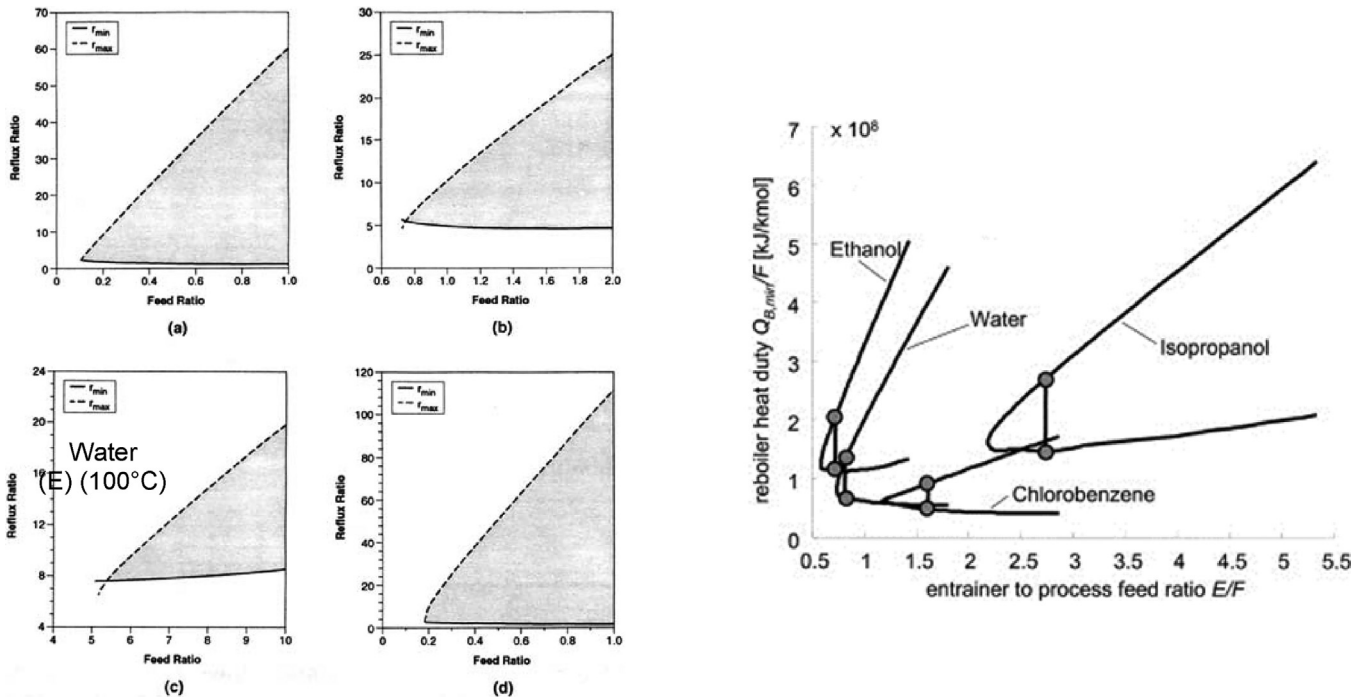 70
60
50
40
30
20
10
0
Reflux Ratio
r_min
r_max
0
0.2
0.4
0.6
0.8
1.0
Feed Ratio
(a)
30
25
20
15
10
5
0
Reflux Ratio
r_min
r_max
0.6
0.8
1.0
1.2
1.4
1.6
1.8
2.0
Feed Ratio
(b)
24
20
16
12
8
4
Reflux Ratio
r_min
r_max
Water
(E) (100°C)
4
5
6
7
8
9
10
Feed Ratio
(c)
120
100
80
60
40
20
0
Reflux Ratio
r_min
r_max
0
0.2
0.4
0.6
0.8
1.0
Feed Ratio
(d)
7
6
5
4
3
2
1
0
x 10⁸
reboiler heat duty Q_B,min/F [kJ/kmol]
Ethanol
Water
Isopropanol
Chlorobenzene
0.5
1
1.5
2
2.5
3
3.5
4
4.5
5
5.5
entrainer to process feed ratio E/F